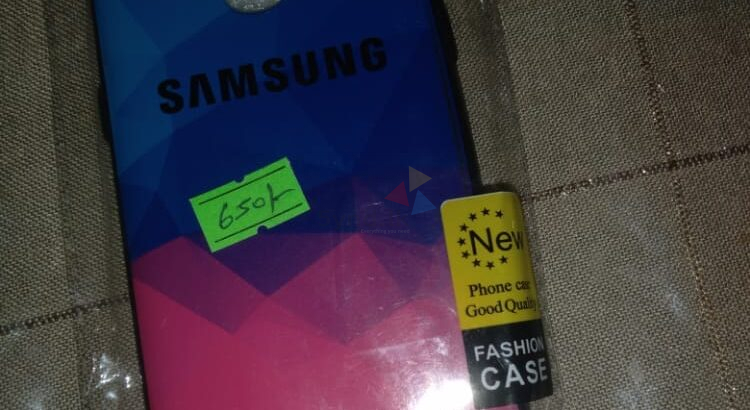 SAMSUNG
650/-
New
Phone case
Good Quality
FASHION
CASE